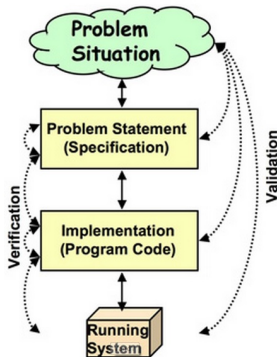 Problem
Situation
Problem Statement
(Specification)
Implementation
(Program Code)
Running
System
Verification
Validation